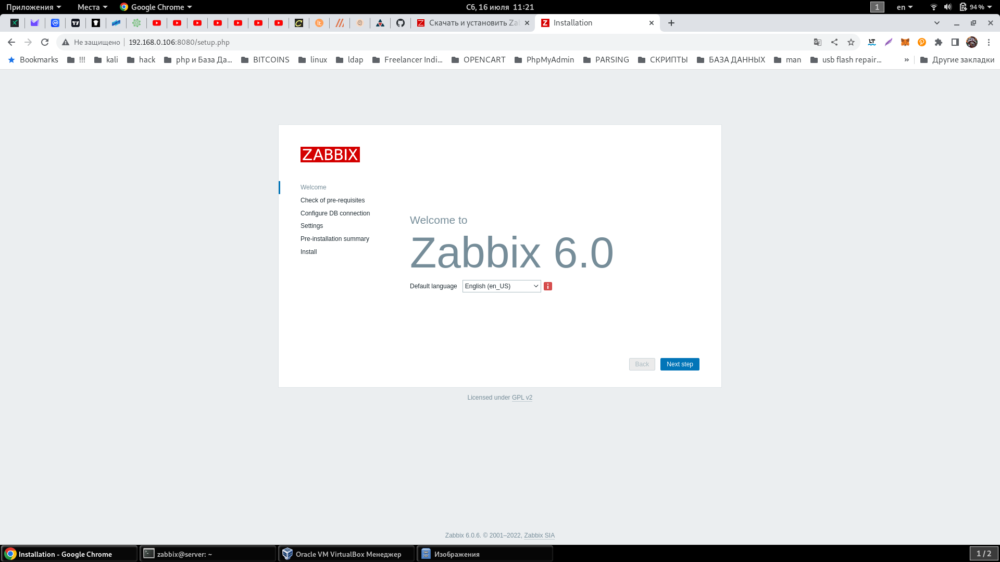 Приложения Места Google Chrome Сб, 16 июля 11:21 1 en 94 %
Скачать и установить Zab Installation
Не защищено 192.168.0.106:8080/setup.php
Bookmarks !!! kali hack php и База Да... BITCOINS linux ldap Freelancer Indi... OPENCART PhpMyAdmin PARSING СКРИПТЫ БАЗА ДАННЫХ man usb flash repair... » Другие закладки
ZABBIX
Welcome
Check of pre-requisites
Configure DB connection
Settings
Pre-installation summary
Install
Welcome to
Zabbix 6.0
Default language English (en_US)
Back Next step
Licensed under GPL v2
Zabbix 6.0.6. © 2001–2022, Zabbix SIA
Installation - Google Chrome zabbix@server: ~ Oracle VM VirtualBox Менеджер Изображения 1 / 2